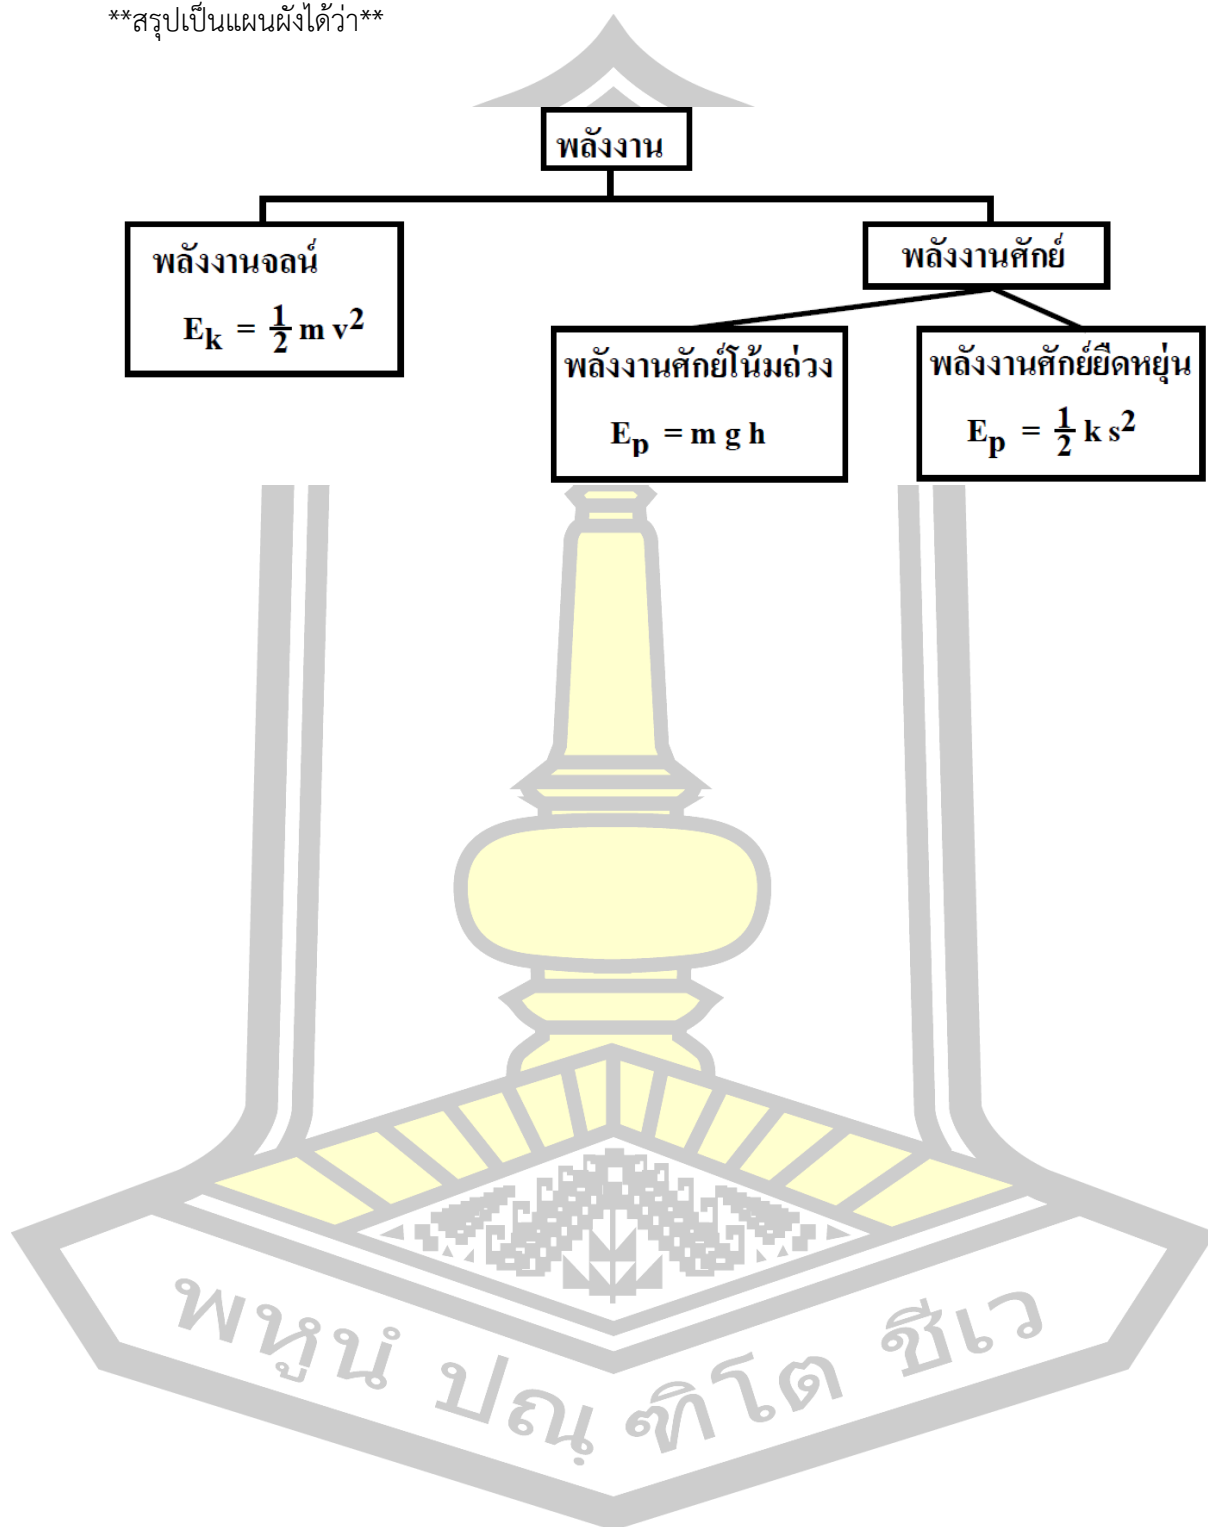 **สรุปเป็นแผนผังได้ว่า**
พลังงาน
พลังงานจลน์
E_k = 1/2 m v²
พลังงานศักย์
พลังงานศักย์โน้มถ่วง
E_p = m g h
พลังงานศักย์ยืดหยุ่น
E_p = 1/2 k s²
พหูนํ ปณฺฑิโต ชีเว